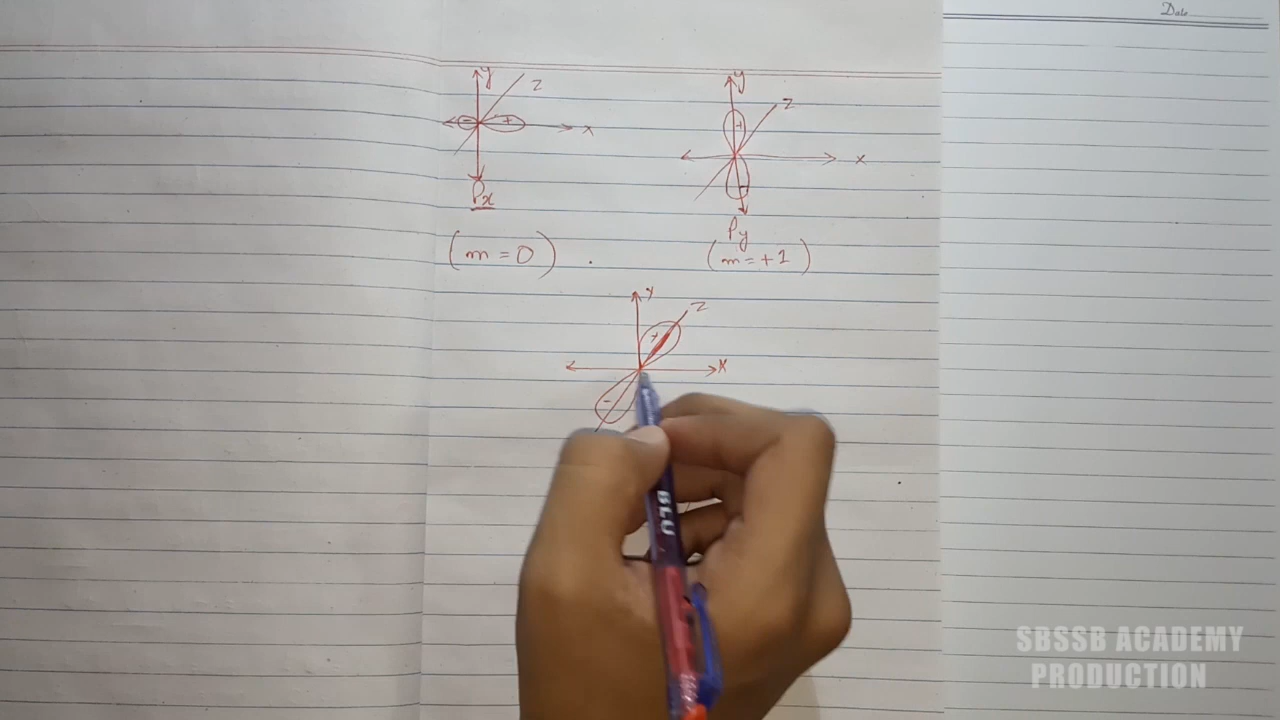 Date
y
z
- +
x
Px
(m = 0) .
y
z
+
x
-
Py
(m = +1)
y
z
+
x
-
BLU
SBSSB ACADEMY
PRODUCTION